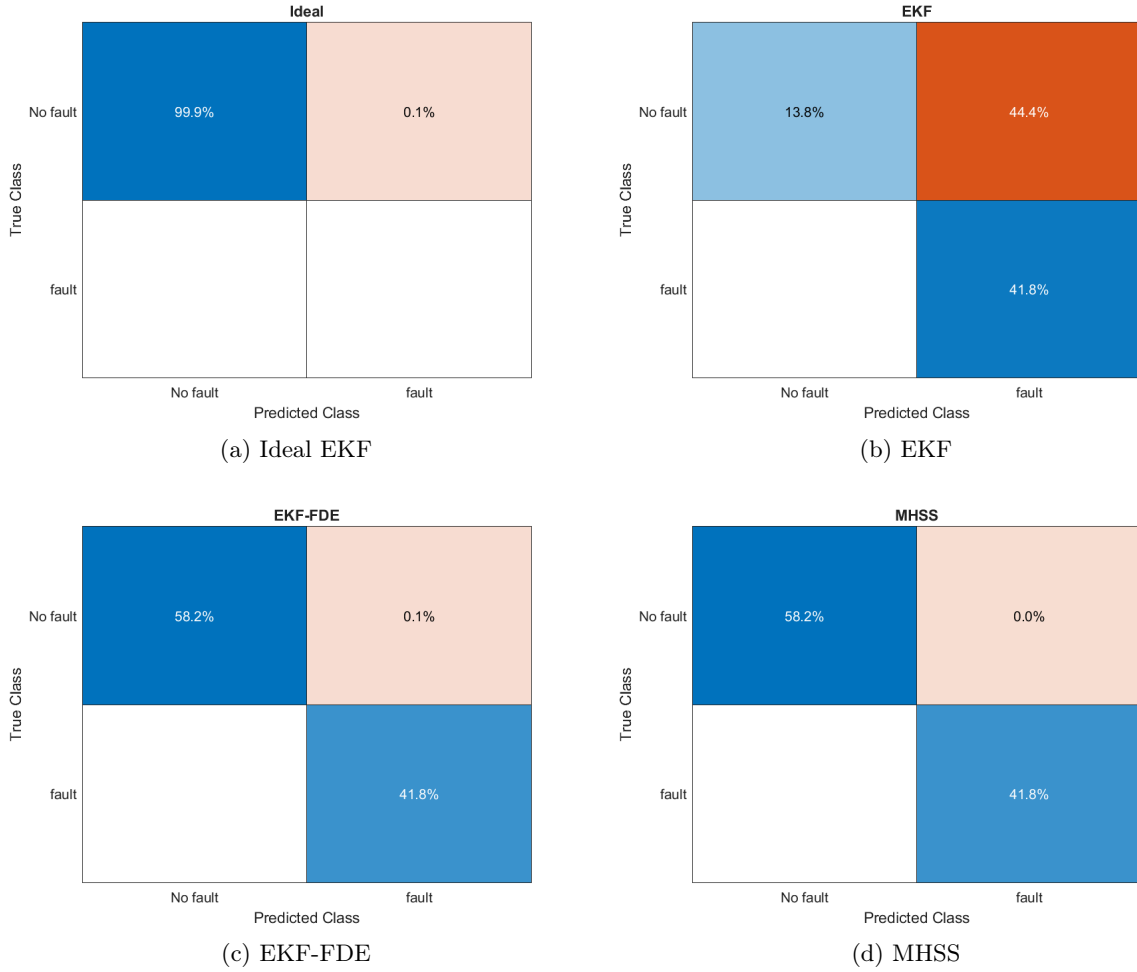 Ideal
No fault
99.9%
0.1%
True Class
fault
No fault
fault
Predicted Class
(a) Ideal EKF
EKF
No fault
13.8%
44.4%
True Class
fault
41.8%
No fault
fault
Predicted Class
(b) EKF
EKF-FDE
No fault
58.2%
0.1%
True Class
fault
41.8%
No fault
fault
Predicted Class
(c) EKF-FDE
MHSS
No fault
58.2%
0.0%
True Class
fault
41.8%
No fault
fault
Predicted Class
(d) MHSS